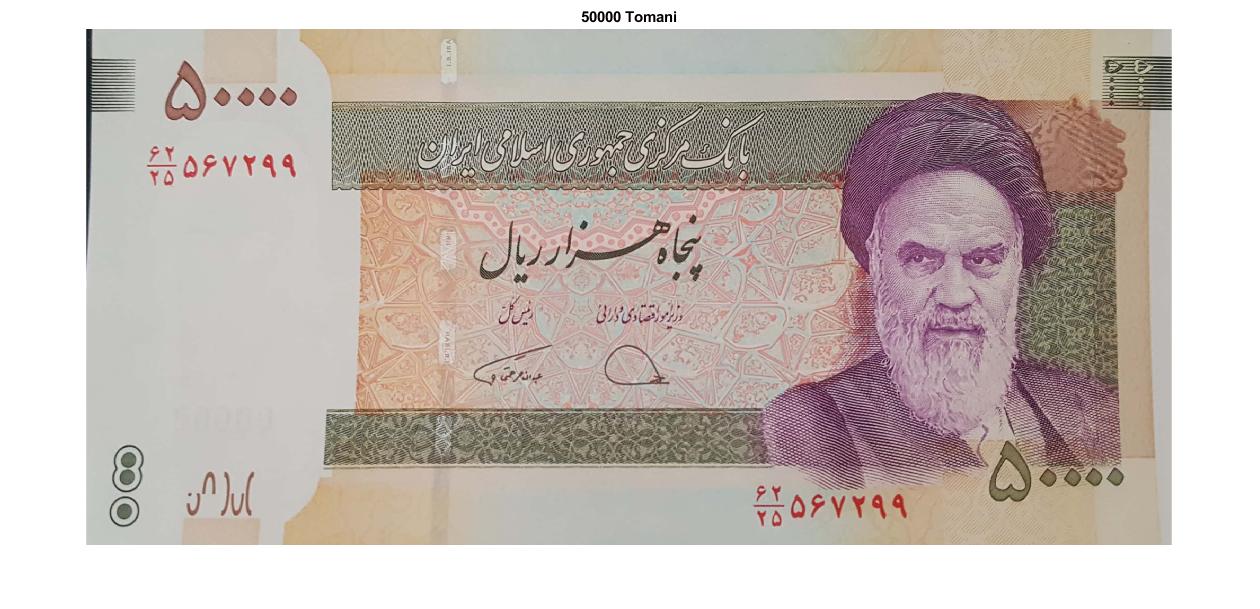 50000 Tomani
۵۰۰۰۰
۶۲/۲۵ ۵۶۷۲۹۹
بانک مرکزی جمهوری اسلامی ایران
پنجاه هزار ریال
وزیر امور اقتصادی و دارائی
رئیس کل
۶۲/۲۵ ۵۶۷۲۹۹
۵۰۰۰۰